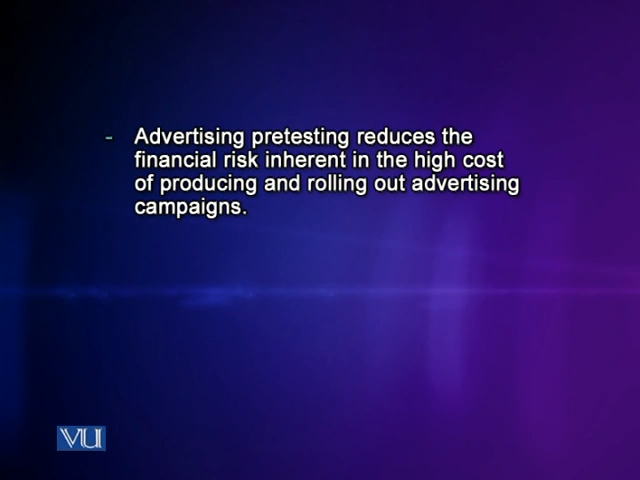 - Advertising pretesting reduces the
financial risk inherent in the high cost
of producing and rolling out advertising
campaigns.
VU